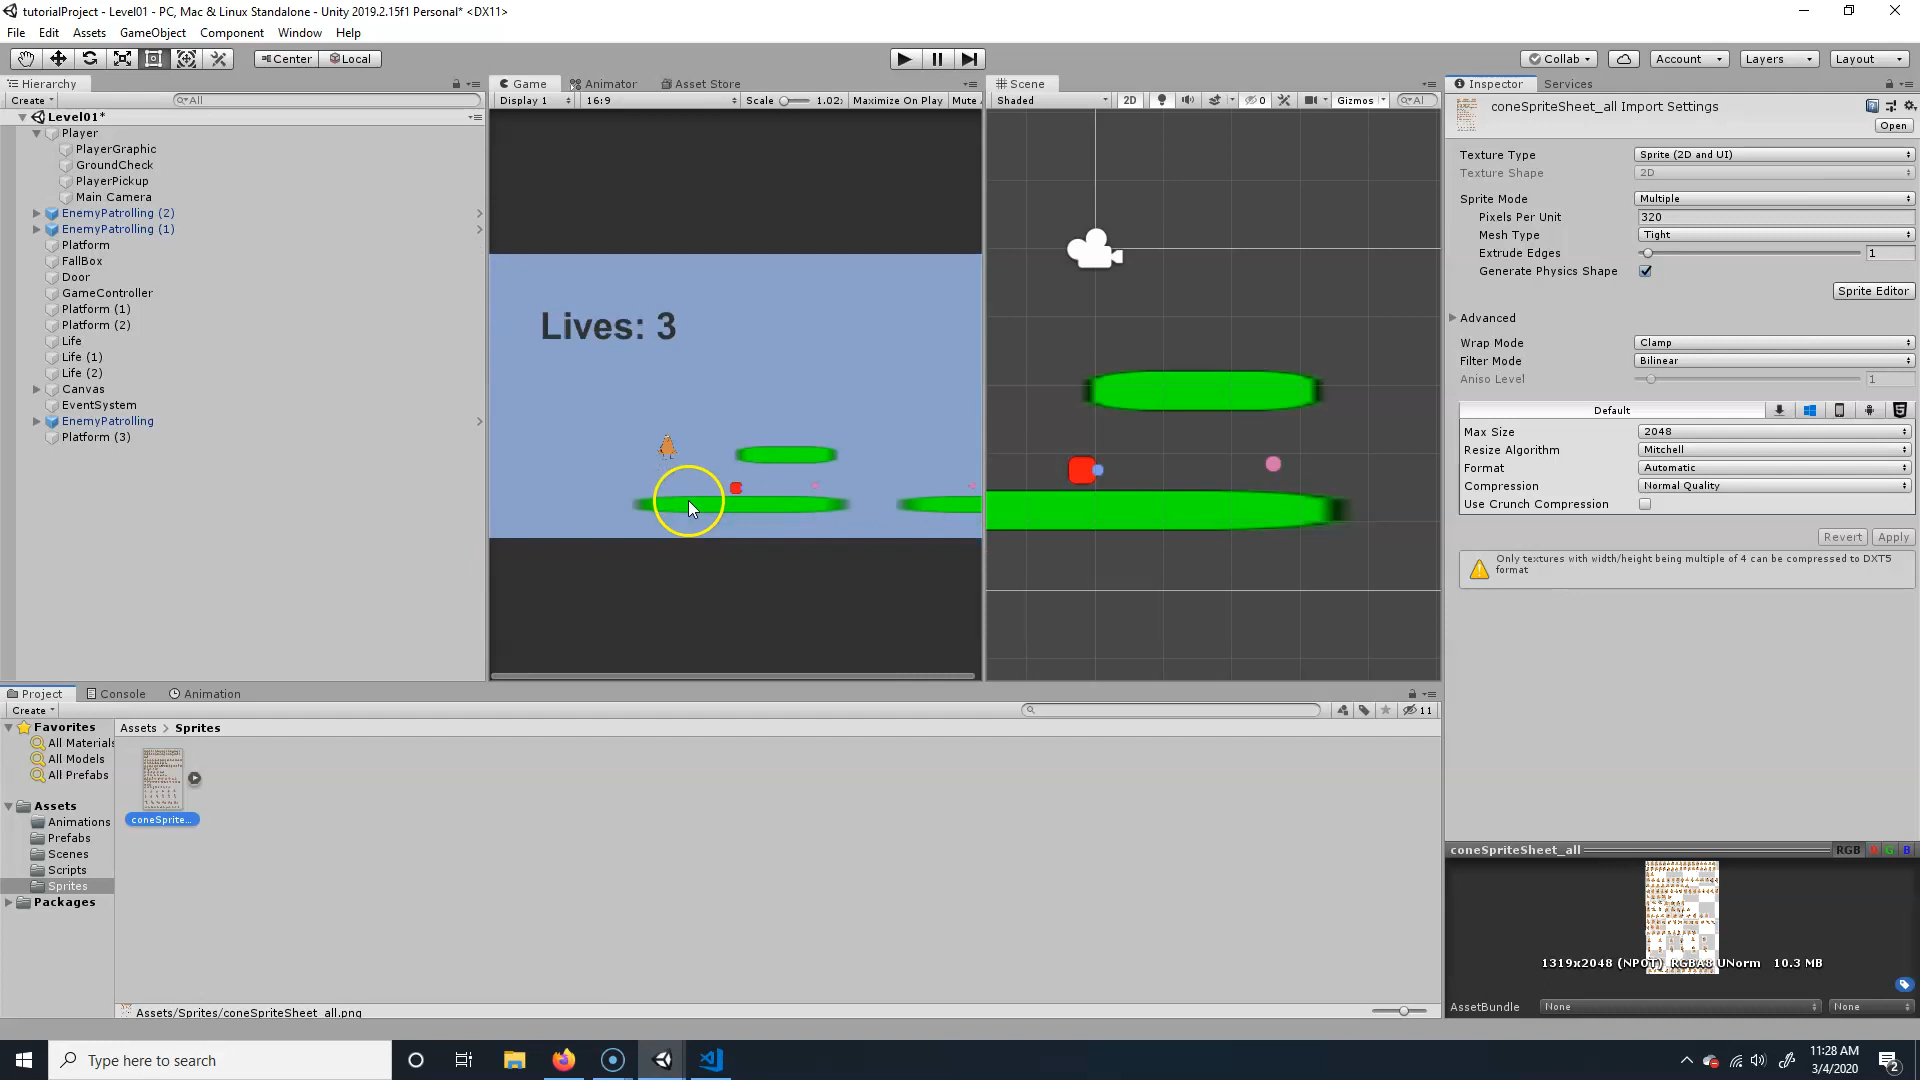 tutorialProject - Level01 - PC, Mac & Linux Standalone - Unity 2019.2.15f1 Personal* <DX11>
File Edit Assets GameObject Component Window Help
Center Local Collab Account Layers Layout
Hierarchy
Create All
Level01*
Player
PlayerGraphic
GroundCheck
PlayerPickup
Main Camera
EnemyPatrolling (2)
EnemyPatrolling (1)
Platform
FallBox
Door
GameController
Platform (1)
Platform (2)
Life
Life (1)
Life (2)
Canvas
EventSystem
EnemyPatrolling
Platform (3)
Game Animator Asset Store
Display 1 16:9 Scale 1.02: Maximize On Play Mute
Lives: 3
Scene
Shaded 2D 0 Gizmos All
Inspector Services
coneSpriteSheet_all Import Settings
Open
Texture Type Sprite (2D and UI)
Texture Shape 2D
Sprite Mode Multiple
Pixels Per Unit 320
Mesh Type Tight
Extrude Edges 1
Generate Physics Shape
Sprite Editor
Advanced
Wrap Mode Clamp
Filter Mode Bilinear
Aniso Level 1
Default
Max Size 2048
Resize Algorithm Mitchell
Format Automatic
Compression Normal Quality
Use Crunch Compression
Revert Apply
Only textures with width/height being multiple of 4 can be compressed to DXT5
format
coneSpriteSheet_all RGB R G B
1319x2048 (NPOT) RGBA8 UNorm 10.3 MB
AssetBundle None None
Project Console Animation
Create 11
Favorites
All Materials
All Models
All Prefabs
Assets
Animations
Prefabs
Scenes
Scripts
Sprites
Packages
Assets > Sprites
coneSprite...
Assets/Sprites/coneSpriteSheet_all.png
Type here to search
11:28 AM
3/4/2020
2